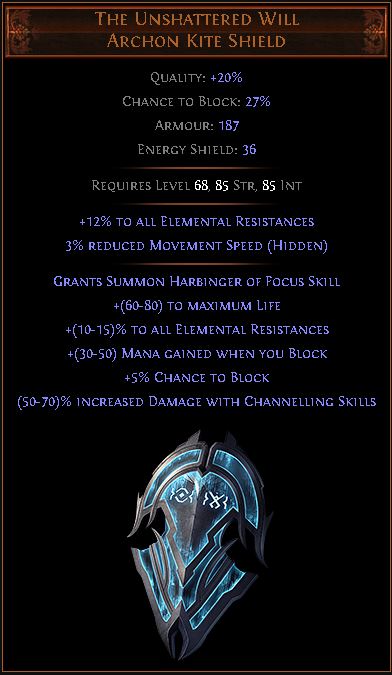 The Unshattered Will
Archon Kite Shield
Quality: +20%
Chance to Block: 27%
Armour: 187
Energy Shield: 36
Requires Level 68, 85 Str, 85 Int
+12% to all Elemental Resistances
3% reduced Movement Speed (Hidden)
Grants Summon Harbinger of Focus Skill
+(60-80) to maximum Life
+(10-15)% to all Elemental Resistances
+(30-50) Mana gained when you Block
+5% Chance to Block
(50-70)% increased Damage with Channelling Skills